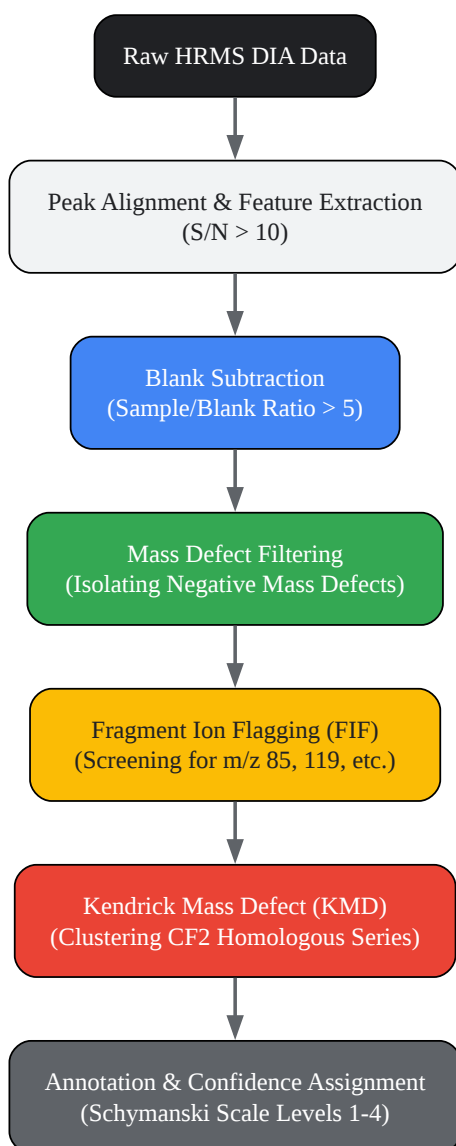 Raw HRMS DIA Data
Peak Alignment & Feature Extraction
(S/N > 10)
Blank Subtraction
(Sample/Blank Ratio > 5)
Mass Defect Filtering
(Isolating Negative Mass Defects)
Fragment Ion Flagging (FIF)
(Screening for m/z 85, 119, etc.)
Kendrick Mass Defect (KMD)
(Clustering CF2 Homologous Series)
Annotation & Confidence Assignment
(Schymanski Scale Levels 1-4)